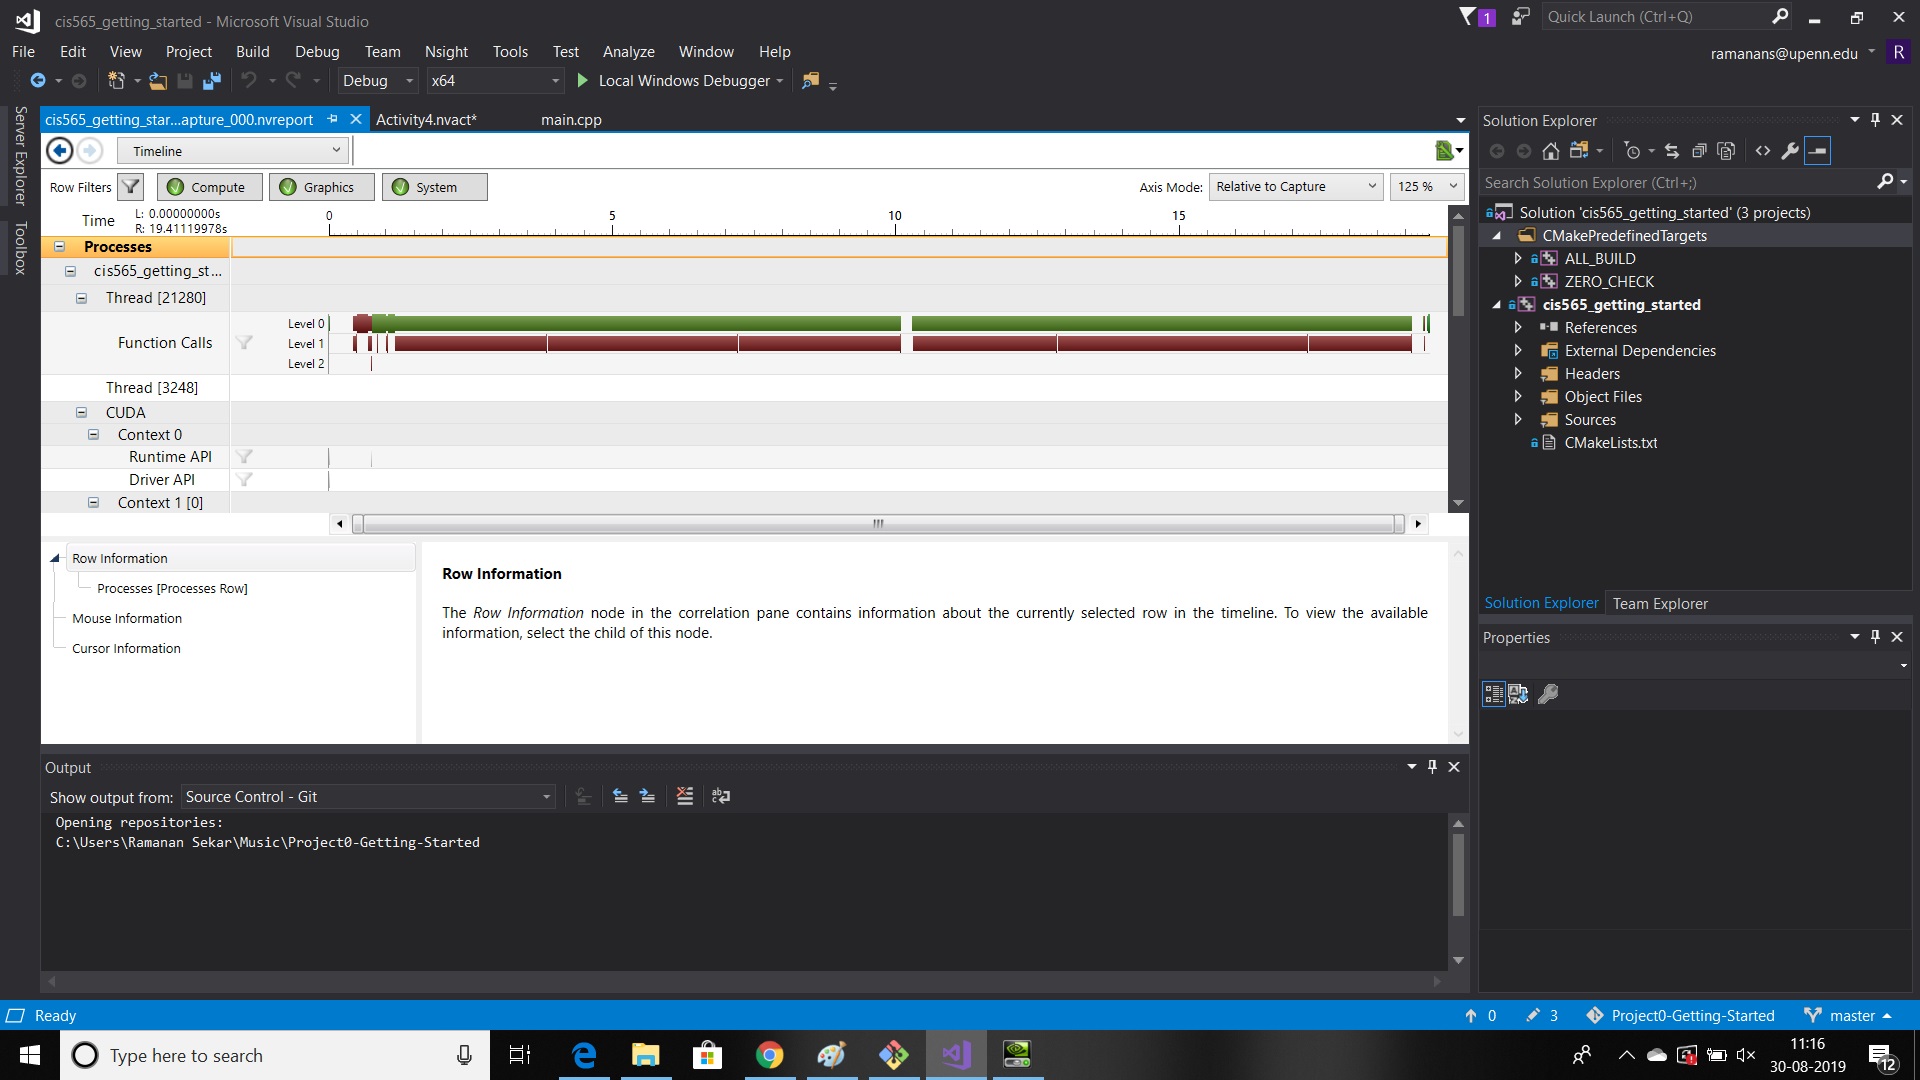 cis565_getting_started - Microsoft Visual Studio
1
Quick Launch (Ctrl+Q)
File Edit View Project Build Debug Team Nsight Tools Test Analyze Window Help
ramanans@upenn.edu
R
Debug x64 Local Windows Debugger
Server Explorer
Toolbox
cis565_getting_star...apture_000.nvreport Activity4.nvact* main.cpp
Timeline
Row Filters Compute Graphics System
Axis Mode: Relative to Capture 125 %
Time
L: 0.00000000s
R: 19.41119978s
0 5 10 15
Processes
cis565_getting_st...
Thread [21280]
Function Calls
Level 0
Level 1
Level 2
Thread [3248]
CUDA
Context 0
Runtime API
Driver API
Context 1 [0]
Row Information
Processes [Processes Row]
Mouse Information
Cursor Information
Row Information
The Row Information node in the correlation pane contains information about the currently selected row in the timeline. To view the available
information, select the child of this node.
Output
Show output from: Source Control - Git
Opening repositories:
C:\Users\Ramanan Sekar\Music\Project0-Getting-Started
Solution Explorer
Search Solution Explorer (Ctrl+;)
Solution 'cis565_getting_started' (3 projects)
CMakePredefinedTargets
ALL_BUILD
ZERO_CHECK
cis565_getting_started
References
External Dependencies
Headers
Object Files
Sources
CMakeLists.txt
Solution Explorer Team Explorer
Properties
Ready
0 3 Project0-Getting-Started master
Type here to search
11:16
30-08-2019
12